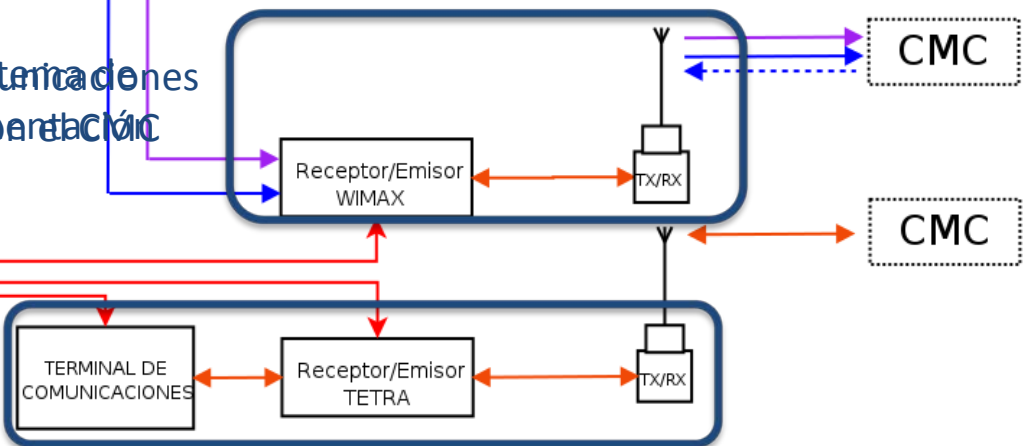 CMC
Receptor/Emisor
WIMAX
TX/RX
CMC
TERMINAL DE
COMUNICACIONES
Receptor/Emisor
TETRA
TX/RX